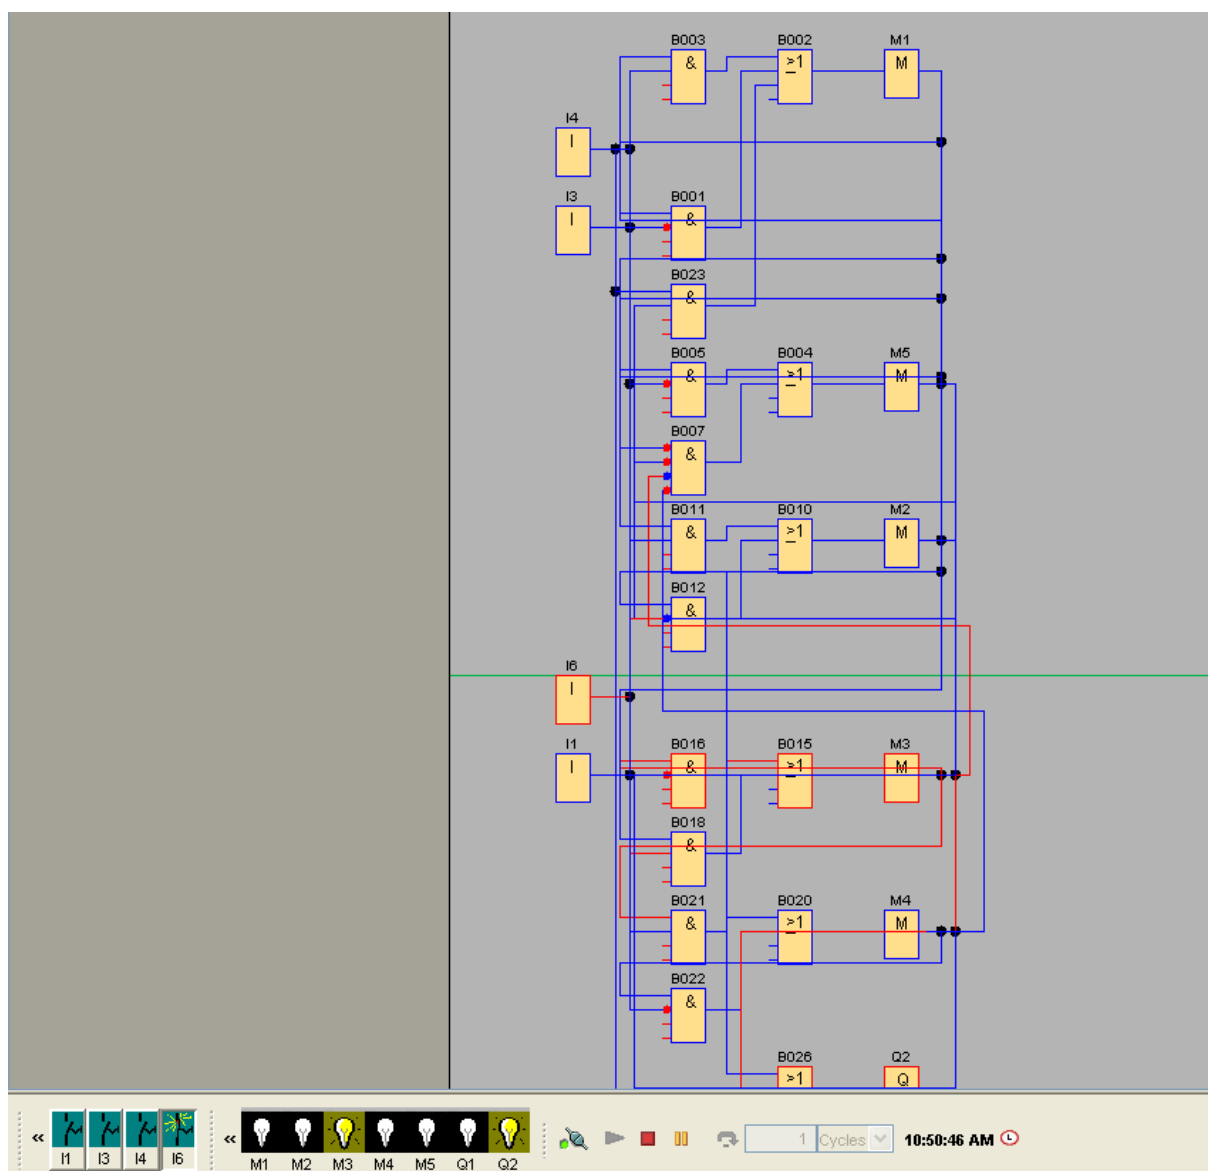 B003 B002 M1
& >1 M
I4
I
I3 B001
I &
B023
&
B005 B004 M5
& >1 M
B007
&
B011 B010 M2
& >1 M
B012
&
I6
I
I1 B016 B015 M3
I & >1 M
B018
&
B021 B020 M4
& >1 M
B022
&
B026 Q2
>1 Q
« « 1 Cycles 10:50:46 AM
I1 I3 I4 I6 M1 M2 M3 M4 M5 Q1 Q2